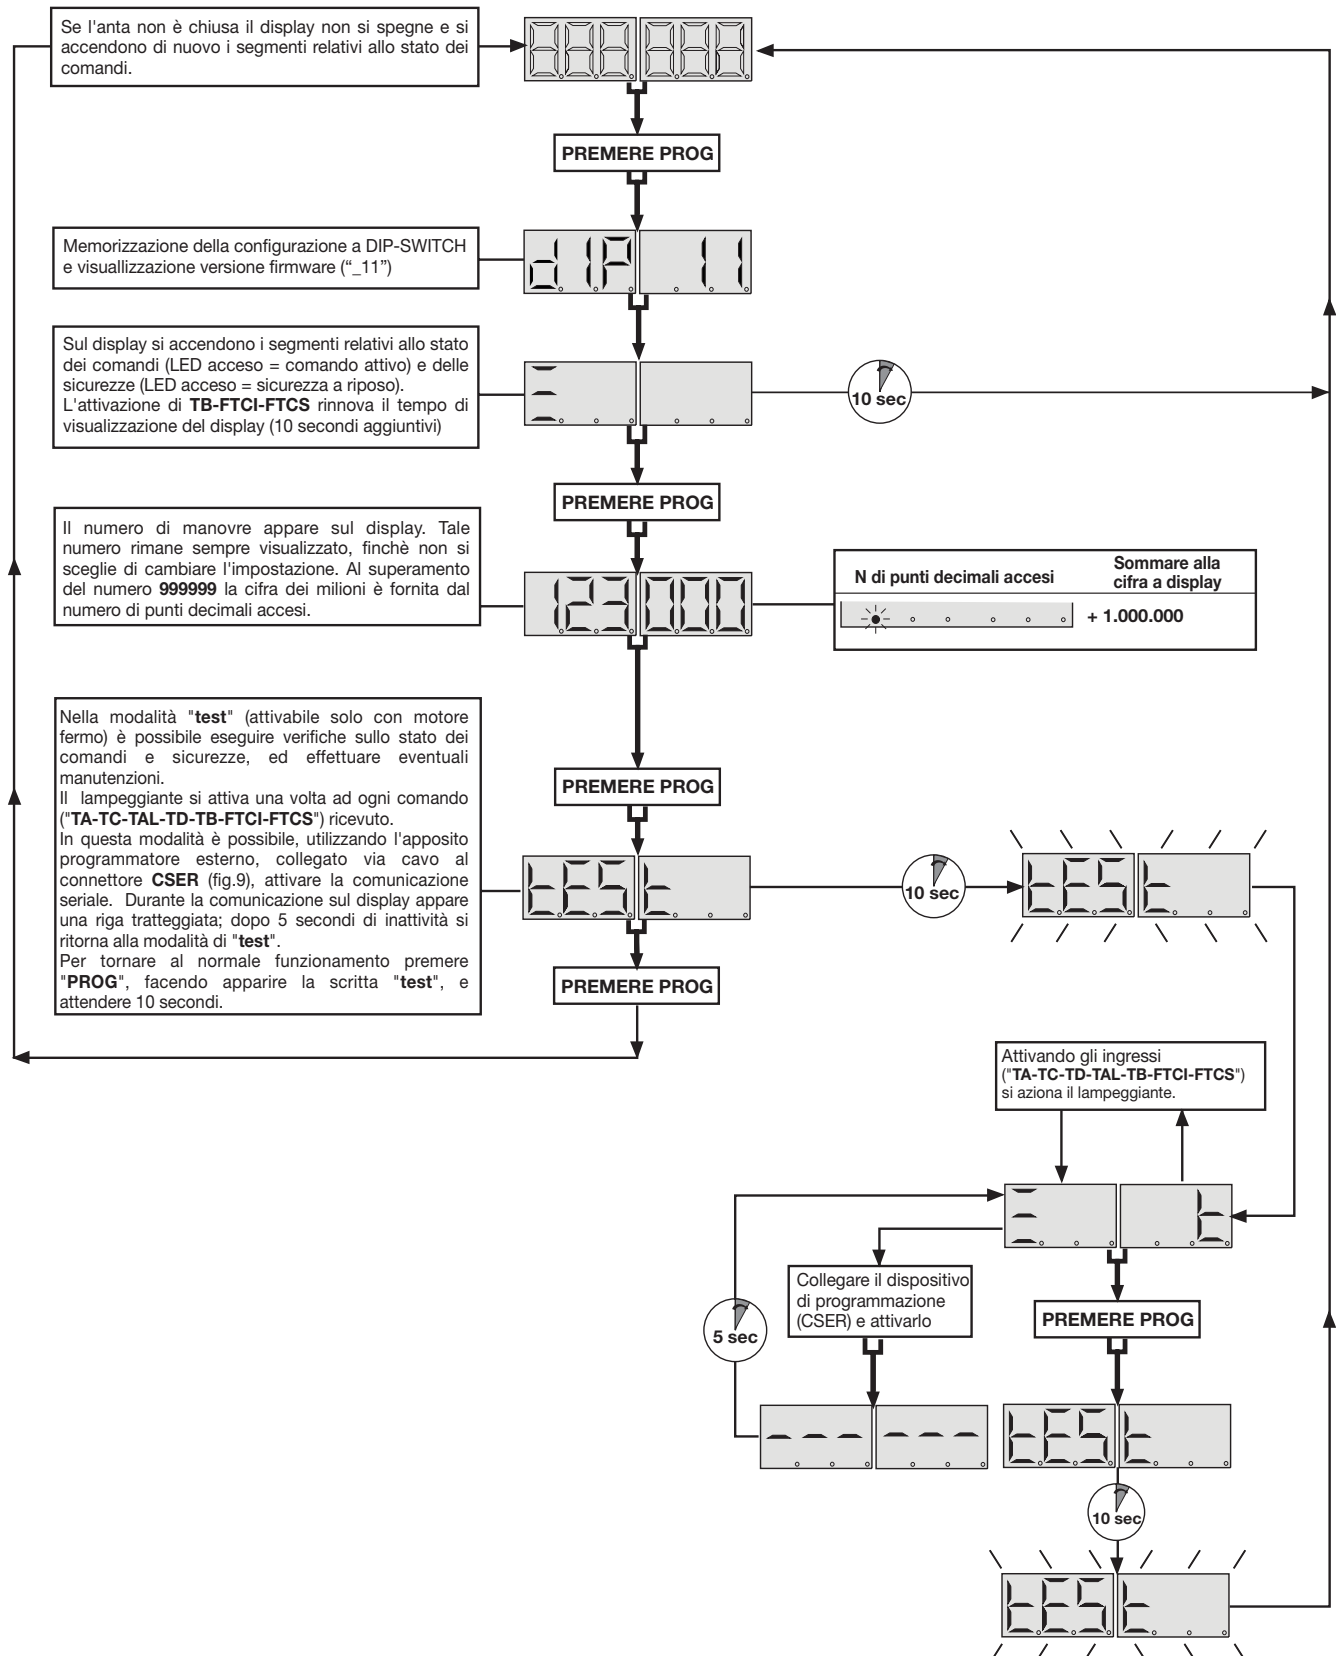 Se l'anta non è chiusa il display non si spegne e si
accendono di nuovo i segmenti relativi allo stato dei
comandi.
PREMERE PROG
Memorizzazione della configurazione a DIP-SWITCH
e visuallizzazione versione firmware ("_11")
dIP 11
Sul display si accendono i segmenti relativi allo stato
dei comandi (LED acceso = comando attivo) e delle
sicurezze (LED acceso = sicurezza a riposo).
L'attivazione di TB-FTCI-FTCS rinnova il tempo di
visualizzazione del display (10 secondi aggiuntivi)
10 sec
PREMERE PROG
Il numero di manovre appare sul display. Tale
numero rimane sempre visualizzato, finchè non si
sceglie di cambiare l'impostazione. Al superamento
del numero 999999 la cifra dei milioni è fornita dal
numero di punti decimali accesi.
123000
N di punti decimali accesi
Sommare alla
cifra a display
+ 1.000.000
PREMERE PROG
Nella modalità "test" (attivabile solo con motore
fermo) è possibile eseguire verifiche sullo stato dei
comandi e sicurezze, ed effettuare eventuali
manutenzioni.
Il lampeggiante si attiva una volta ad ogni comando
("TA-TC-TAL-TD-TB-FTCI-FTCS") ricevuto.
In questa modalità è possibile, utilizzando l'apposito
programmatore esterno, collegato via cavo al
connettore CSER (fig.9), attivare la comunicazione
seriale. Durante la comunicazione sul display appare
una riga tratteggiata; dopo 5 secondi di inattività si
ritorna alla modalità di "test".
Per tornare al normale funzionamento premere
"PROG", facendo apparire la scritta "test", e
attendere 10 secondi.
tESt
10 sec
tESt
PREMERE PROG
Attivando gli ingressi
("TA-TC-TD-TAL-TB-FTCI-FTCS")
si aziona il lampeggiante.
t
Collegare il dispositivo
di programmazione
(CSER) e attivarlo
5 sec
PREMERE PROG
--- ---
tESt
10 sec
tESt